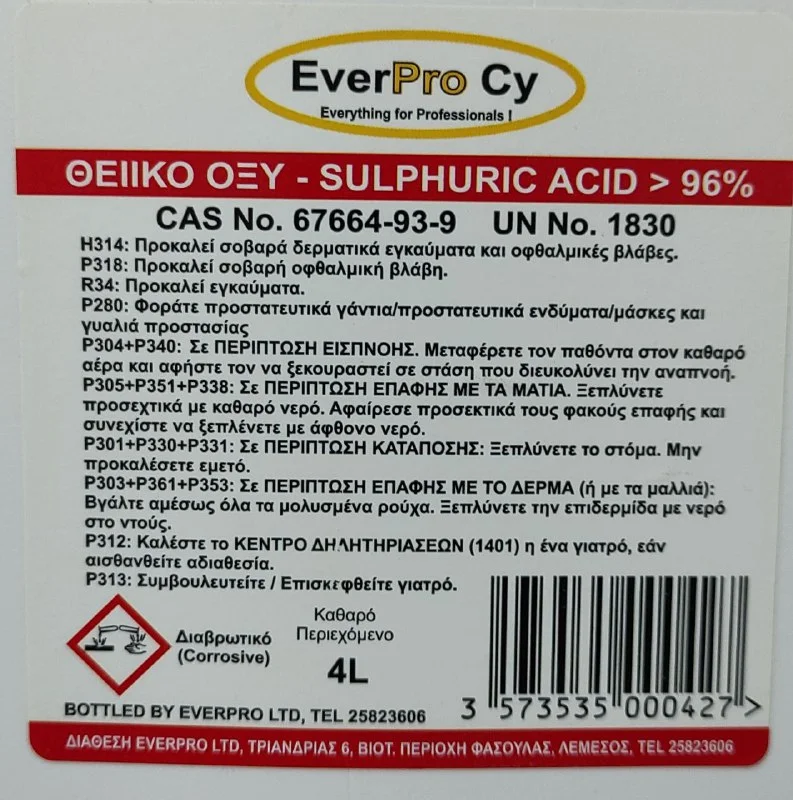 EverPro Cy
Everything for Professionals !
ΘΕΙΙΚΟ ΟΞΥ - SULPHURIC ACID > 96%
CAS No. 67664-93-9 UN No. 1830
H314: Προκαλεί σοβαρά δερματικά εγκαύματα και οφθαλμικές βλάβες.
P318: Προκαλεί σοβαρή οφθαλμική βλάβη.
R34: Προκαλεί εγκαύματα.
P280: Φοράτε προστατευτικά γάντια/προστατευτικά ενδύματα/μάσκες και
γυαλιά προστασίας
P304+P340: Σε ΠΕΡΙΠΤΩΣΗ ΕΙΣΠΝΟΗΣ. Μεταφέρετε τον παθόντα στον καθαρό
αέρα και αφήστε τον να ξεκουραστεί σε στάση που διευκολύνει την αναπνοή.
P305+P351+P338: Σε ΠΕΡΙΠΤΩΣΗ ΕΠΑΦΗΣ ΜΕ ΤΑ ΜΑΤΙΑ. Ξεπλύνετε
προσεχτικά με καθαρό νερό. Αφαίρεσε προσεκτικά τους φακούς επαφής και
συνεχίστε να ξεπλένετε με άφθονο νερό.
P301+P330+P331: Σε ΠΕΡΙΠΤΩΣΗ ΚΑΤΑΠΟΣΗΣ: Ξεπλύνετε το στόμα. Μην
προκαλέσετε εμετό.
P303+P361+P353: Σε ΠΕΡΙΠΤΩΣΗ ΕΠΑΦΗΣ ΜΕ ΤΟ ΔΕΡΜΑ (ή με τα μαλλιά):
Βγάλτε αμέσως όλα τα μολυσμένα ρούχα. Ξεπλύνετε την επιδερμίδα με νερό
στο ντούς.
P312: Καλέστε το ΚΕΝΤΡΟ ΔΗΛΗΤΗΡΙΑΣΕΩΝ (1401) η ένα γιατρό, εάν
αισθανθείτε αδιαθεσία.
P313: Συμβουλευτείτε / Επισκεφθείτε γιατρό.
Διαβρωτικό
(Corrosive)
Καθαρό
Περιεχόμενο
4L
BOTTLED BY EVERPRO LTD, TEL 25823606
3 573535 000427 >
ΔΙΑΘΕΣΗ EVERPRO LTD, ΤΡΙΑΝΔΡΙΑΣ 6, ΒΙΟΤ. ΠΕΡΙΟΧΗ ΦΑΣΟΥΛΑΣ, ΛΕΜΕΣΟΣ, TEL 25823606